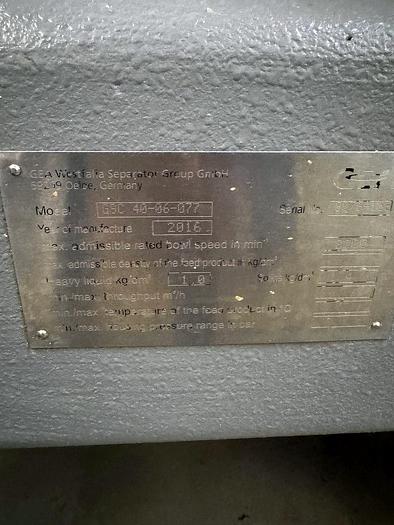 GEA Westfalia Separator Group GmbH
59299 Oelde, Germany
Model GSC 40-06-077 Serial No.
Year of manufacture 2016
max. admissible rated bowl speed in min
max. admissible density of the feed product in kg/dm³
Heavy liquid kg/dm³ 1.0 Solids kg/dm³
min./max. throughput m³/h
min./max. temperature of the feed product in °C
min./max. housing pressure range in bar